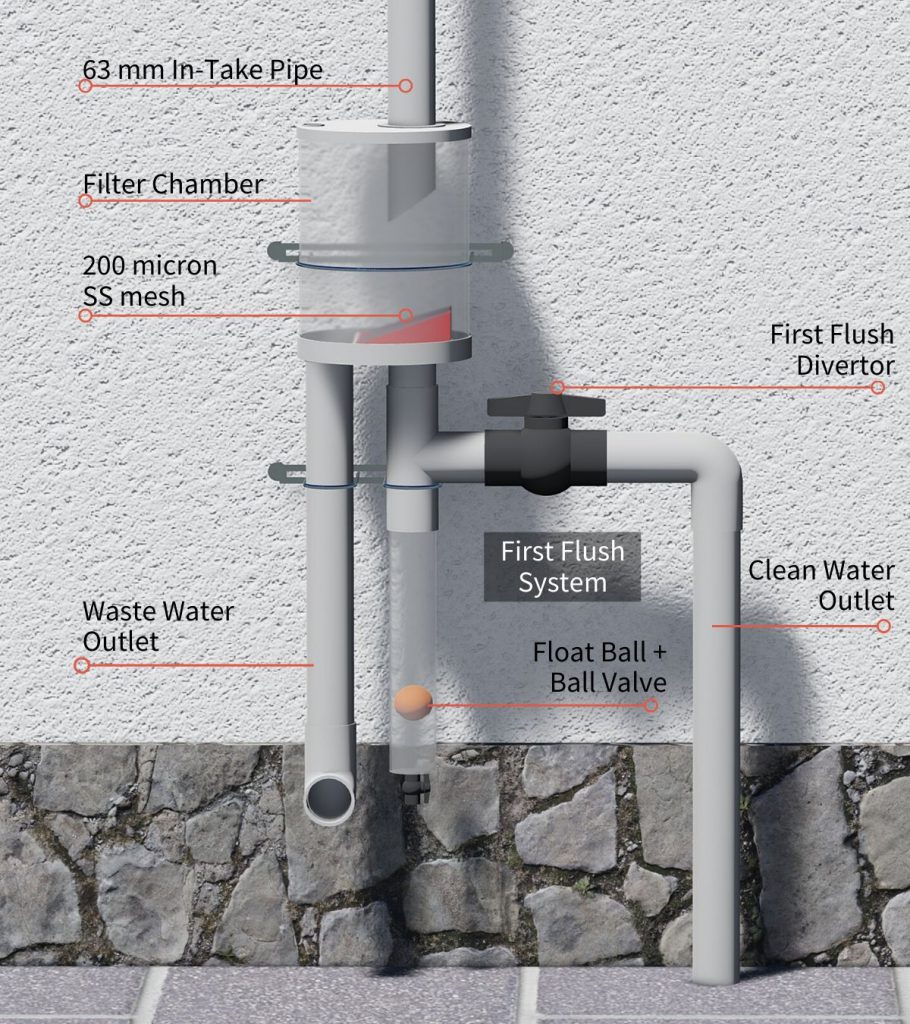 63 mm In-Take Pipe
Filter Chamber
200 micron
SS mesh
First Flush
Divertor
First Flush
System
Clean Water
Outlet
Waste Water
Outlet
Float Ball +
Ball Valve